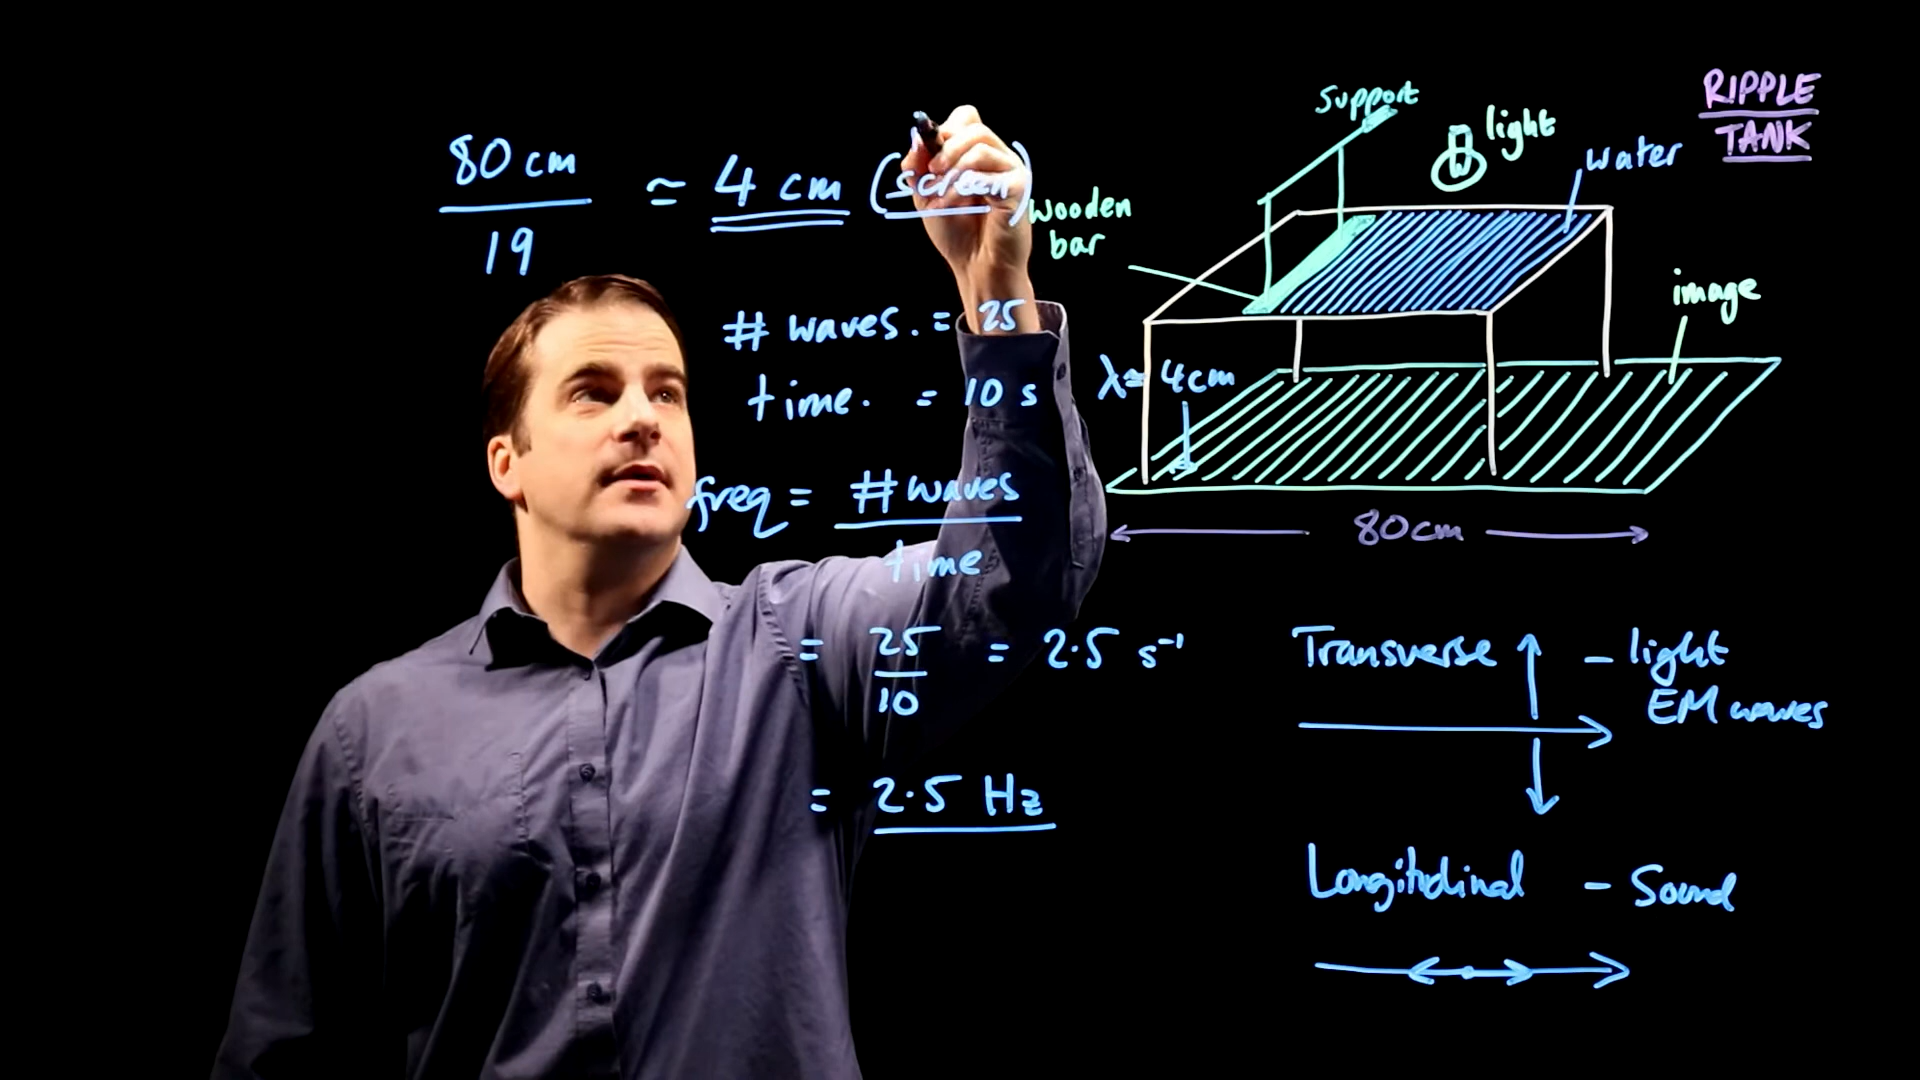 80 cm
19
≃ 4 cm (screen)
# waves. = 25
time. = 10 s
freq = # waves
time
= 25
10
= 2.5 s⁻¹
= 2.5 Hz
RIPPLE
TANK
support
light
water
wooden
bar
image
λ≃ 4cm
80cm
Transverse – light
EM waves
Longitudinal – Sound